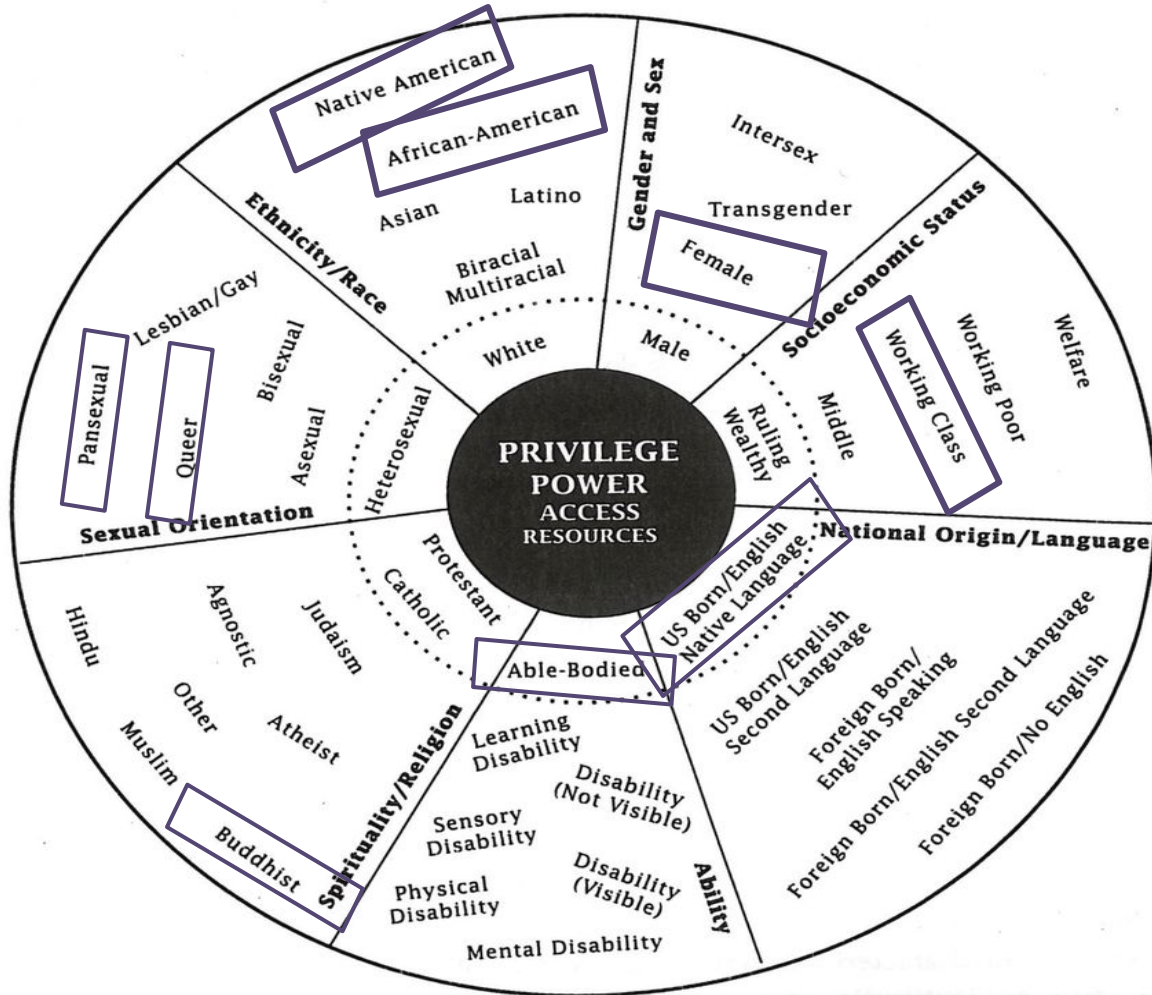 Native American
African-American
Asian
Latino
Biracial
Multiracial
White
Ethnicity/Race
Gender and Sex
Intersex
Transgender
Female
Male
Socioeconomic Status
Welfare
Working Poor
Working Class
Middle
Ruling
Wealthy
Lesbian/Gay
Bisexual
Pansexual
Queer
Asexual
Heterosexual
Sexual Orientation
PRIVILEGE
POWER
ACCESS
RESOURCES
National Origin/Language
US Born/English
Native Language
US Born/English
Second Language
Foreign Born/
English Speaking
Foreign Born/English Second Language
Foreign Born/No English
Protestant
Catholic
Judaism
Agnostic
Hindu
Other
Atheist
Muslim
Buddhist
Spirituality/Religion
Able-Bodied
Learning
Disability
Disability
(Not Visible)
Sensory
Disability
Disability
(Visible)
Physical
Disability
Mental Disability
Ability